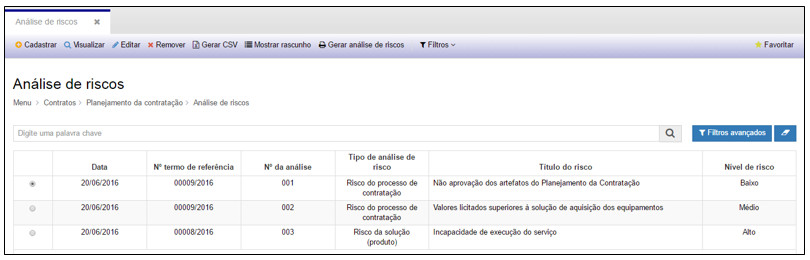 Análise de riscos ✖
Cadastrar Visualizar Editar Remover Gerar CSV Mostrar rascunho Gerar análise de riscos Filtros Favoritar
Análise de riscos
Menu > Contratos > Planejamento da contratação > Análise de riscos
Digite uma palavra chave Filtros avançados
Data Nº termo de referência Nº da análise Tipo de análise de risco Título do risco Nível de risco
20/06/2016 00009/2016 001 Risco do processo de contratação Não aprovação dos artefatos do Planejamento da Contratação Baixo
20/06/2016 00009/2016 002 Risco do processo de contratação Valores licitados superiores à solução de aquisição dos equipamentos Médio
20/06/2016 00008/2016 003 Risco da solução (produto) Incapacidade de execução do serviço Alto